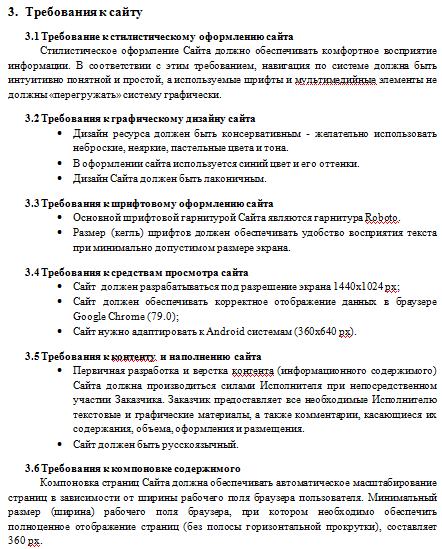 3. Требования к сайту
3.1 Требование к стилистическому оформлению сайта
Стилистическое оформление Сайта должно обеспечивать комфортное восприятие
информации. В соответствии с этим требованием, навигация по системе должна быть
интуитивно понятной и простой, а используемые шрифты и мультемедийные элементы не
должны «перегружать» систему графически.
3.2 Требования к графическому дизайну сайта
• Дизайн ресурса должен быть консервативным - желательно использовать
неброские, неяркие, пастельные цвета и тона.
• В оформлении сайта используется синий цвет и его оттенки.
• Дизайн Сайта должен быть лаконичным.
3.3 Требования к шрифтовому оформлению сайта
• Основной шрифтовой гарнитурой Сайта являются гарнитура Roboto.
• Размер (кегль) шрифтов должен обеспечивать удобство восприятия текста
при минимально допустимом размере экрана.
3.4 Требования к средствам просмотра сайта
• Сайт должен разрабатываться под разрешение экрана 1440х1024 px;
• Сайт должен обеспечивать корректное отображение данных в браузере
Google Chrome (79.0);
• Сайт нужно адаптировать к Android системам (360х640 px).
3.5 Требования к контенту и наполнению сайта
• Первичная разработка и верстка контента (информационного содержимого)
Сайта должна производиться силами Исполнителя при непосредственном
участии Заказчика. Заказчик предоставляет все необходимые Исполнителю
текстовые и графические материалы, а также комментарии, касающиеся их
содержания, объема, оформления и размещения.
• Сайт должен быть русскоязычный.
3.6 Требования к компоновке содержимого
Компоновка страниц Сайта должна обеспечивать автоматическое масштабирование
страниц в зависимости от ширины рабочего поля браузера пользователя. Минимальный
размер (ширина) рабочего поля браузера, при котором необходимо обеспечить
полноценное отображение страниц (без полосы горизонтальной прокрутки), составляет
360 px.